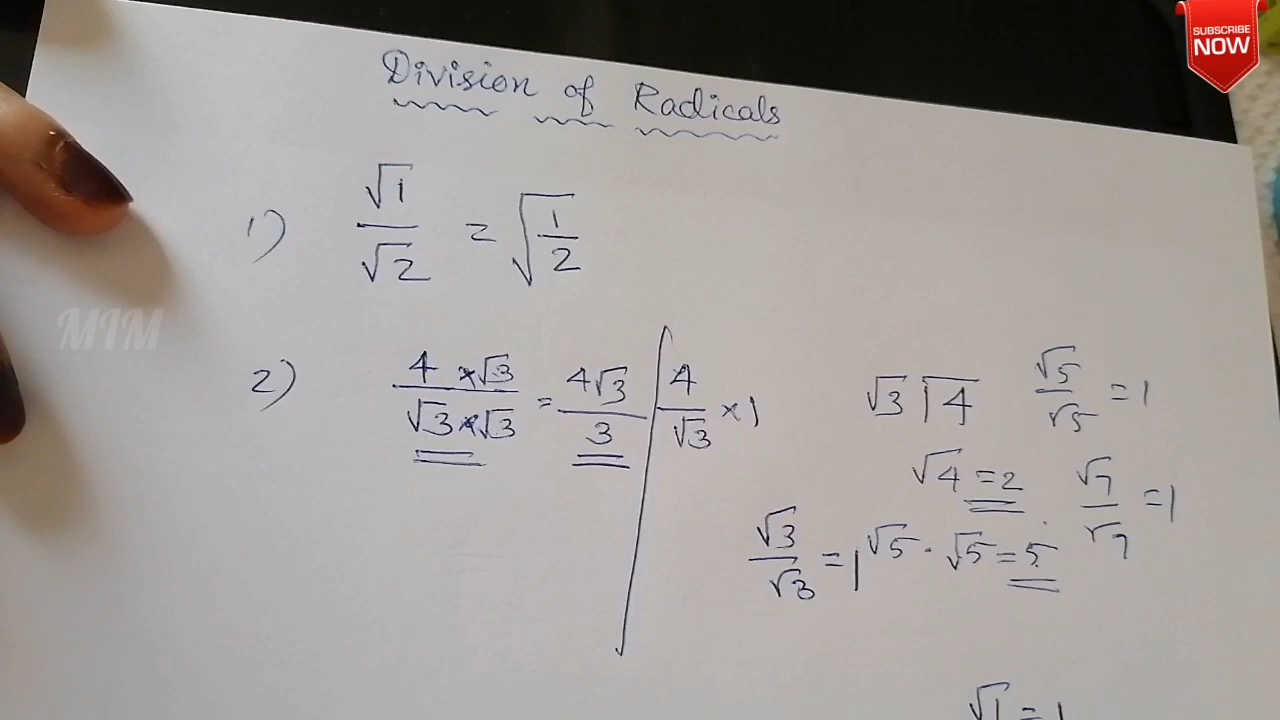 SUBSCRIBE
NOW
Division of Radicals
1) √1/√2 = √(1/2)
MIM
2) (4 × √3)/(√3 × √3) = 4√3/3
4/√3 × 1
√3 ⟌4
√5/√5 = 1
√4 = 2
√7/√7 = 1
√3/√3 = 1
√5 · √5 = 5
√1 = 1